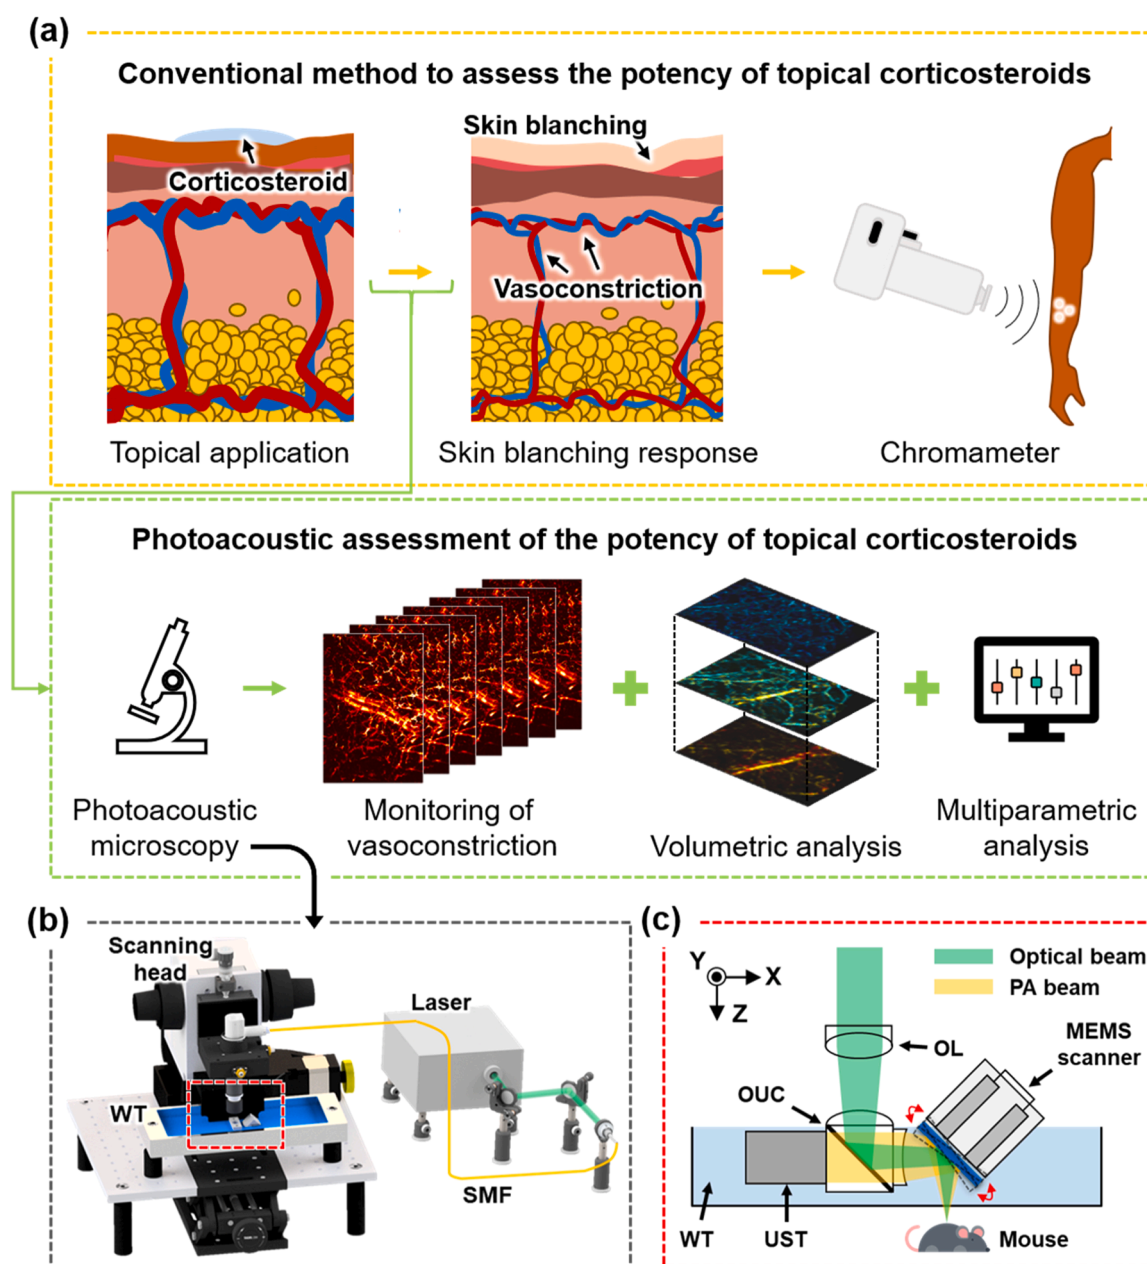 (a)
Conventional method to assess the potency of topical corticosteroids
Corticosteroid
Skin blanching
Vasoconstriction
Topical application
Skin blanching response
Chromameter
Photoacoustic assessment of the potency of topical corticosteroids
Photoacoustic
microscopy
Monitoring of
vasoconstriction
Volumetric analysis
Multiparametric
analysis
(b)
Scanning
head
Laser
WT
SMF
(c)
Y
X
Z
Optical beam
PA beam
OL
MEMS
scanner
OUC
WT
UST
Mouse